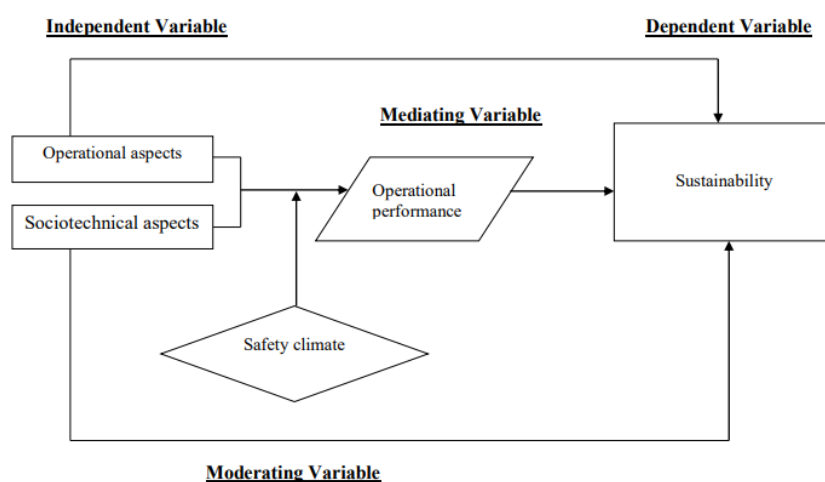 Independent Variable
Dependent Variable
Mediating Variable
Operational aspects
Operational
performance
Sustainability
Sociotechnical aspects
Safety climate
Moderating Variable